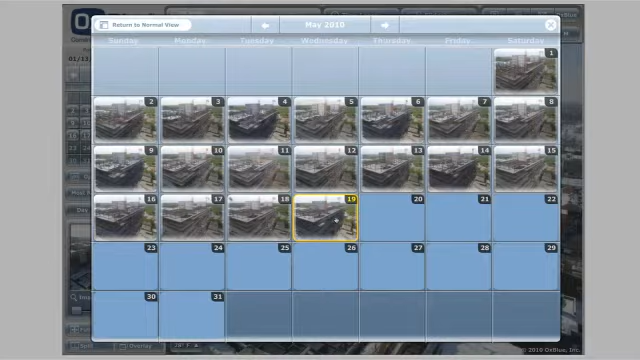 Return to Normal View
May 2010
Sunday Monday Tuesday Wednesday Thursday Friday Saturday
1
2 3 4 5 6 7 8
9 10 11 12 13 14 15
16 17 18 19 20 21 22
23 24 25 26 27 28 29
30 31
Overlay
© 2010 OxBlue, Inc.